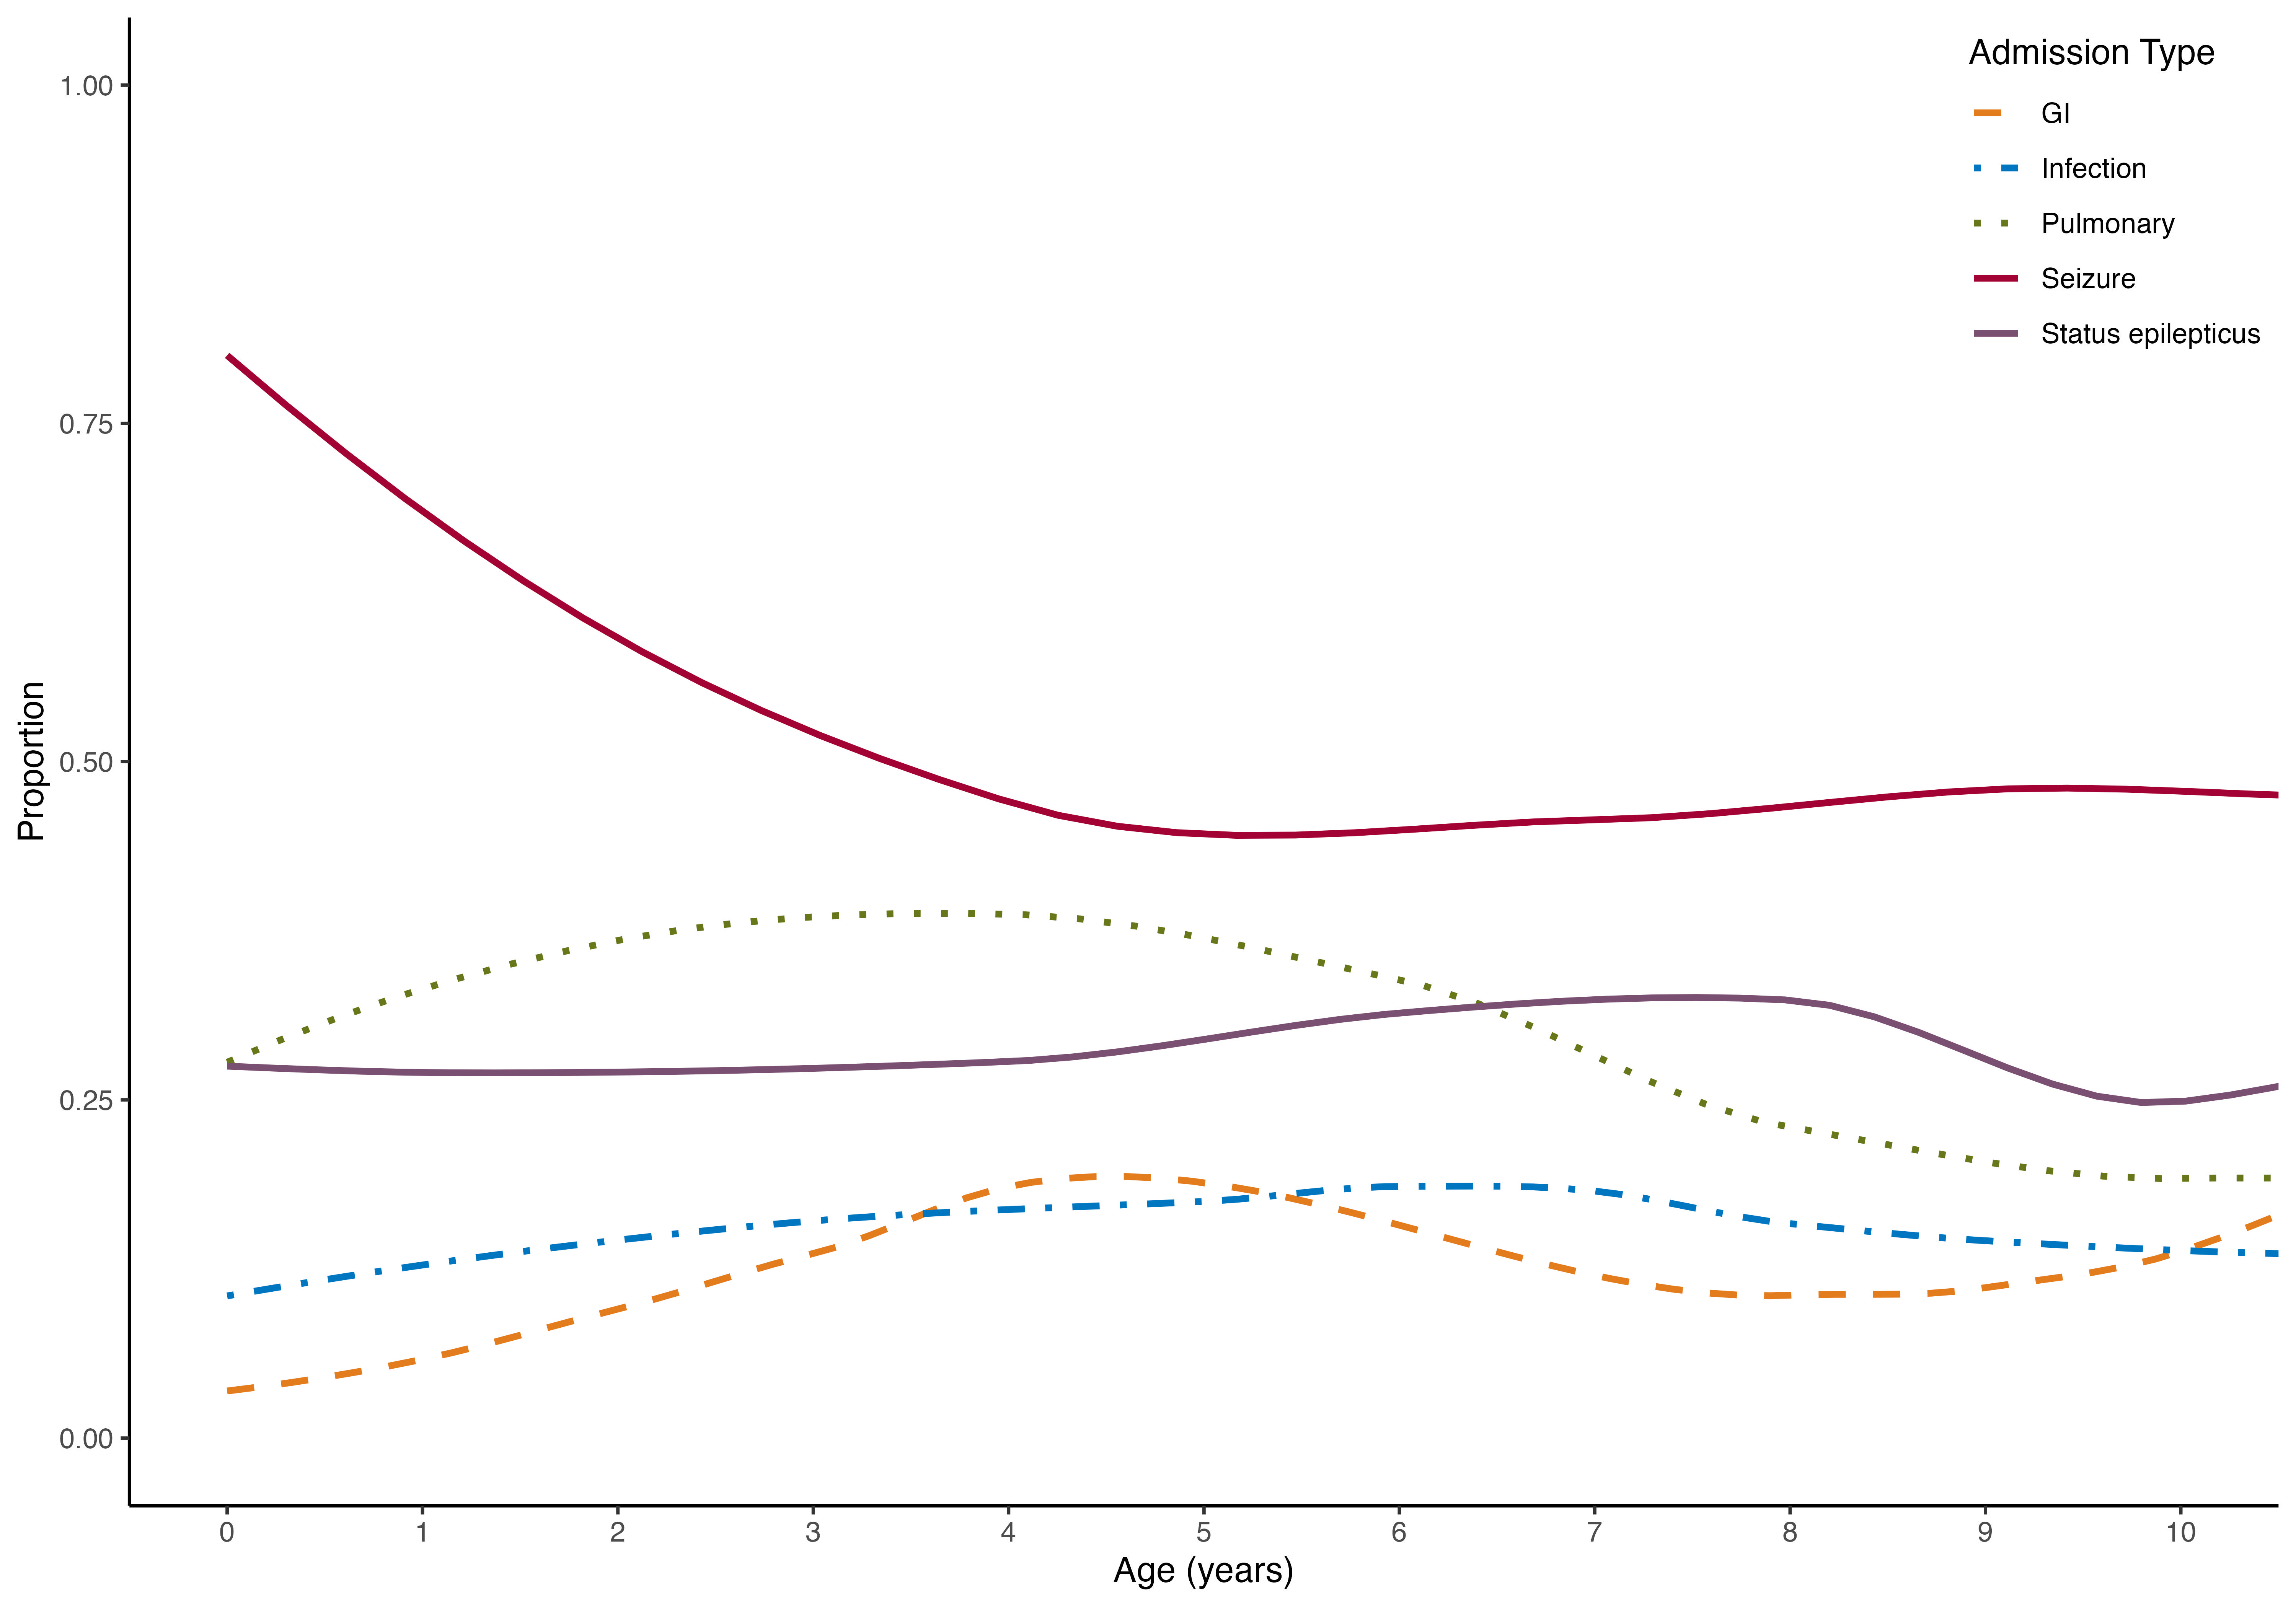 Admission Type
GI
Infection
Pulmonary
Seizure
Status epilepticus
Proportion
1.00
0.75
0.50
0.25
0.00
0 1 2 3 4 5 6 7 8 9 10
Age (years)